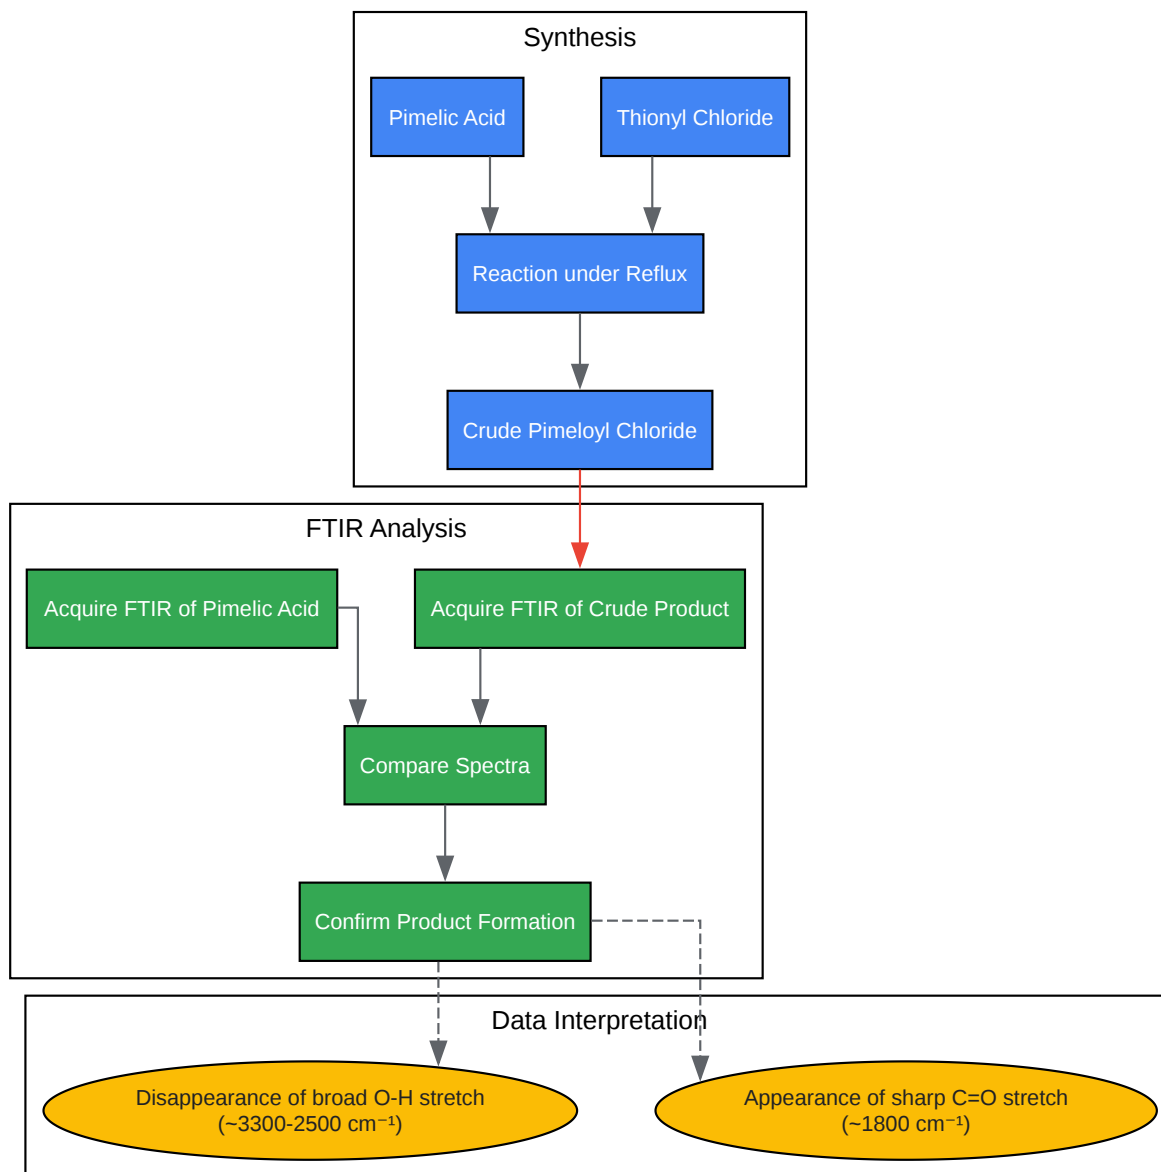 Synthesis
Pimelic Acid
Thionyl Chloride
Reaction under Reflux
Crude Pimeloyl Chloride
FTIR Analysis
Acquire FTIR of Pimelic Acid
Acquire FTIR of Crude Product
Compare Spectra
Confirm Product Formation
Data Interpretation
Disappearance of broad O-H stretch
(~3300-2500 cm⁻¹)
Appearance of sharp C=O stretch
(~1800 cm⁻¹)